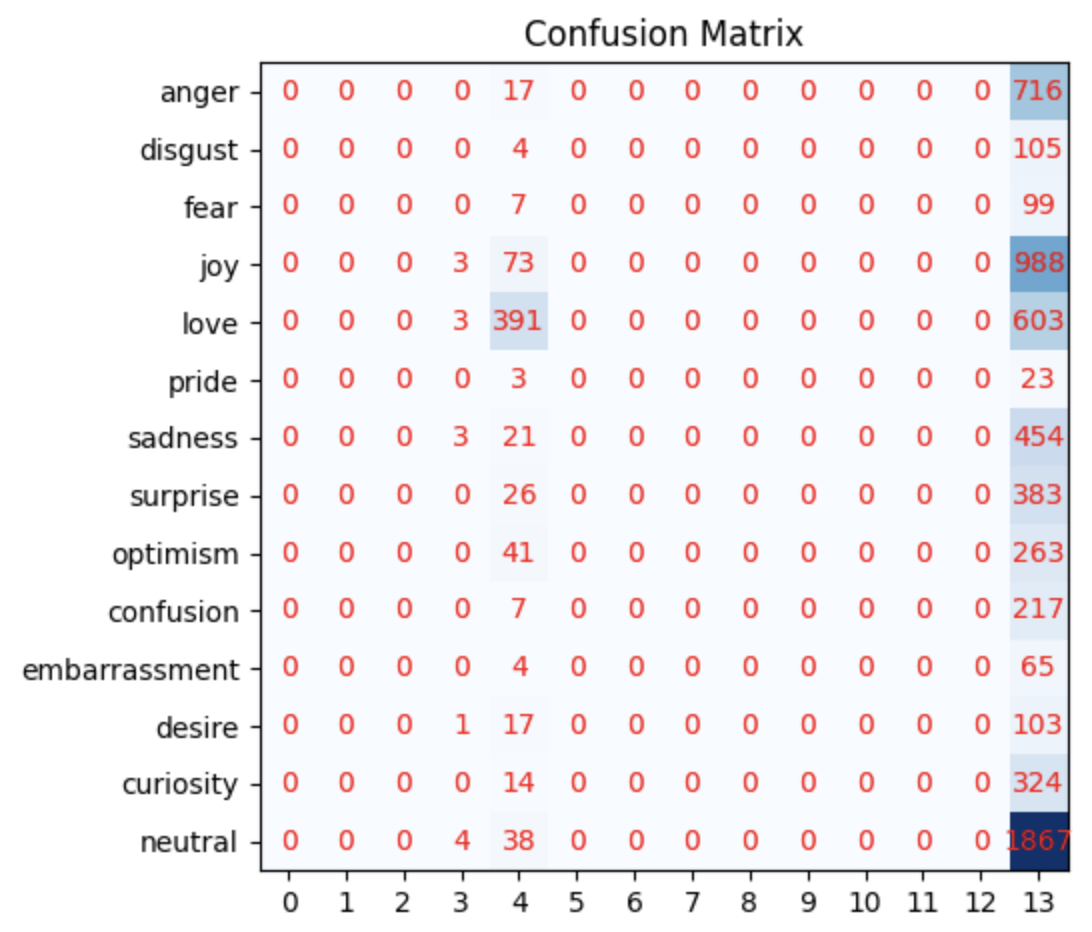 Confusion Matrix
anger 0 0 0 0 17 0 0 0 0 0 0 0 0 716
disgust 0 0 0 0 4 0 0 0 0 0 0 0 0 105
fear 0 0 0 0 7 0 0 0 0 0 0 0 0 99
joy 0 0 0 3 73 0 0 0 0 0 0 0 0 988
love 0 0 0 3 391 0 0 0 0 0 0 0 0 603
pride 0 0 0 0 3 0 0 0 0 0 0 0 0 23
sadness 0 0 0 3 21 0 0 0 0 0 0 0 0 454
surprise 0 0 0 0 26 0 0 0 0 0 0 0 0 383
optimism 0 0 0 0 41 0 0 0 0 0 0 0 0 263
confusion 0 0 0 0 7 0 0 0 0 0 0 0 0 217
embarrassment 0 0 0 0 4 0 0 0 0 0 0 0 0 65
desire 0 0 0 1 17 0 0 0 0 0 0 0 0 103
curiosity 0 0 0 0 14 0 0 0 0 0 0 0 0 324
neutral 0 0 0 4 38 0 0 0 0 0 0 0 0 1867
0 1 2 3 4 5 6 7 8 9 10 11 12 13